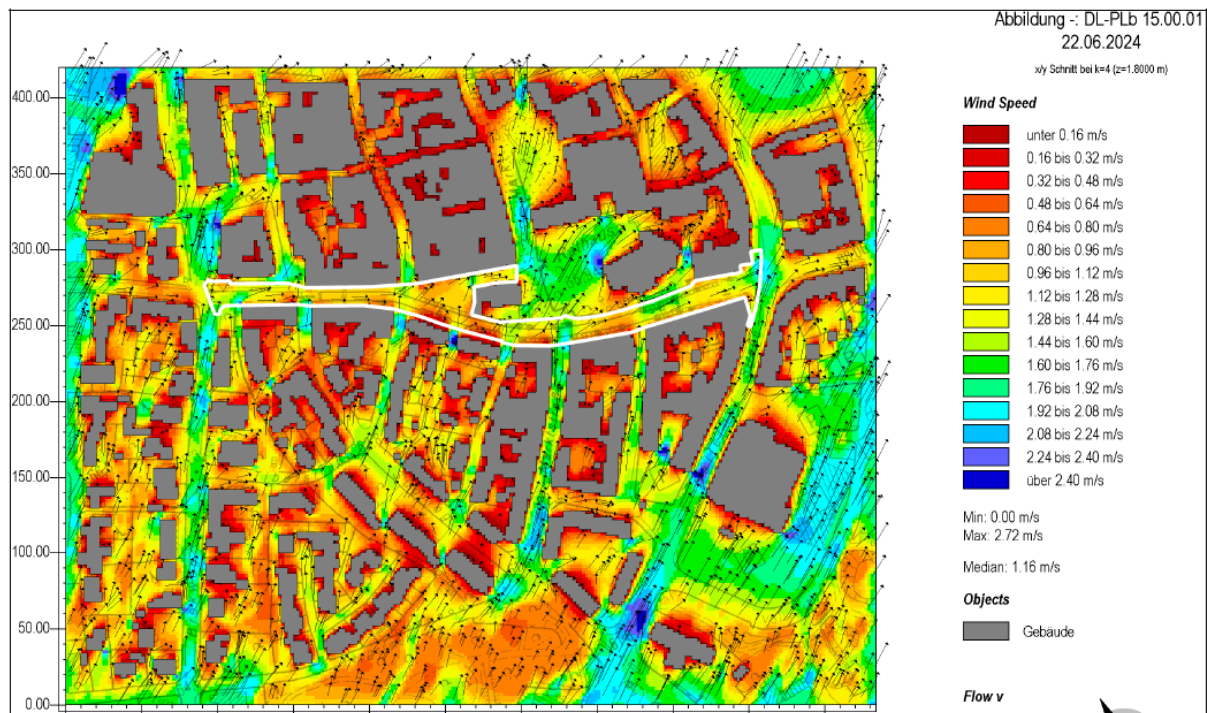 Abbildung -: DL-PLb 15.00.01
22.06.2024
x/y Schnitt bei k=4 (z=1.8000 m)
Wind Speed
unter 0.16 m/s
0.16 bis 0.32 m/s
0.32 bis 0.48 m/s
0.48 bis 0.64 m/s
0.64 bis 0.80 m/s
0.80 bis 0.96 m/s
0.96 bis 1.12 m/s
1.12 bis 1.28 m/s
1.28 bis 1.44 m/s
1.44 bis 1.60 m/s
1.60 bis 1.76 m/s
1.76 bis 1.92 m/s
1.92 bis 2.08 m/s
2.08 bis 2.24 m/s
2.24 bis 2.40 m/s
über 2.40 m/s
Min: 0.00 m/s
Max: 2.72 m/s
Median: 1.16 m/s
Objects
Gebäude
Flow v
400.00
350.00
300.00
250.00
200.00
150.00
100.00
50.00
0.00